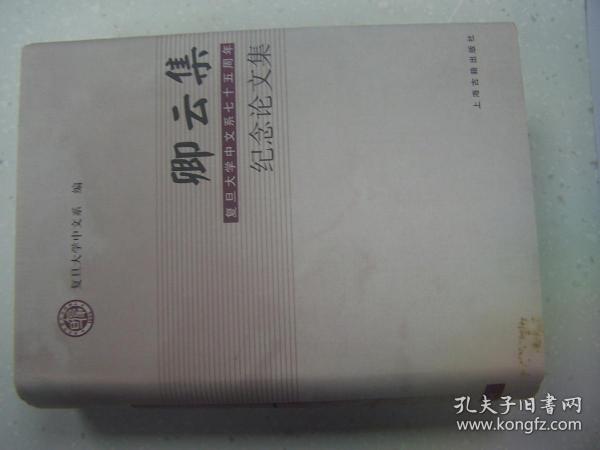 卿云集
复旦大学中文系七十五周年
纪念论文集
复旦大学中文系 编
上海古籍出版社
孔夫子旧书网
www.kongfz.com